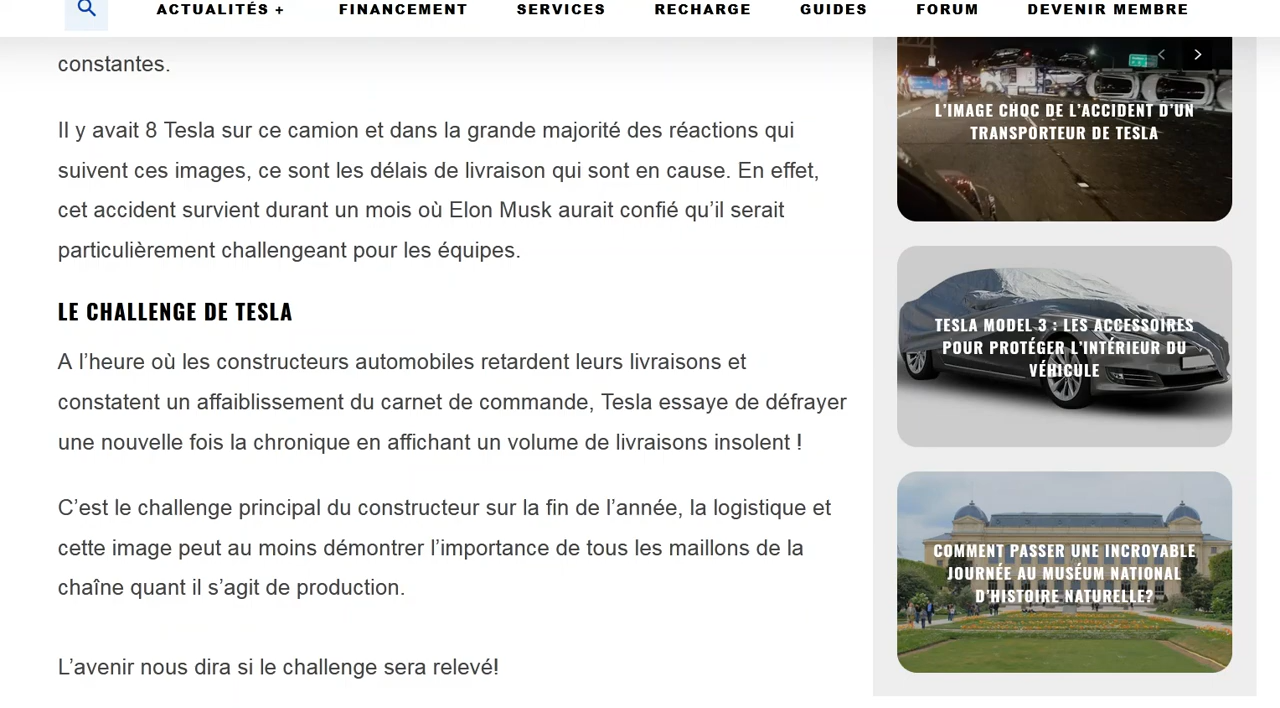 ACTUALITÉS + FINANCEMENT SERVICES RECHARGE GUIDES FORUM DEVENIR MEMBRE
constantes.
Il y avait 8 Tesla sur ce camion et dans la grande majorité des réactions qui
suivent ces images, ce sont les délais de livraison qui sont en cause. En effet,
cet accident survient durant un mois où Elon Musk aurait confié qu’il serait
particulièrement challengeant pour les équipes.
LE CHALLENGE DE TESLA
A l’heure où les constructeurs automobiles retardent leurs livraisons et
constatent un affaiblissement du carnet de commande, Tesla essaye de défrayer
une nouvelle fois la chronique en affichant un volume de livraisons insolent !
C’est le challenge principal du constructeur sur la fin de l’année, la logistique et
cette image peut au moins démontrer l’importance de tous les maillons de la
chaîne quant il s’agit de production.
L’avenir nous dira si le challenge sera relevé!
L’IMAGE CHOC DE L’ACCIDENT D’UN
TRANSPORTEUR DE TESLA
TESLA MODEL 3 : LES ACCESSOIRES
POUR PROTÉGER L’INTÉRIEUR DU
VÉHICULE
COMMENT PASSER UNE INCROYABLE
JOURNÉE AU MUSÉUM NATIONAL
D’HISTOIRE NATURELLE?